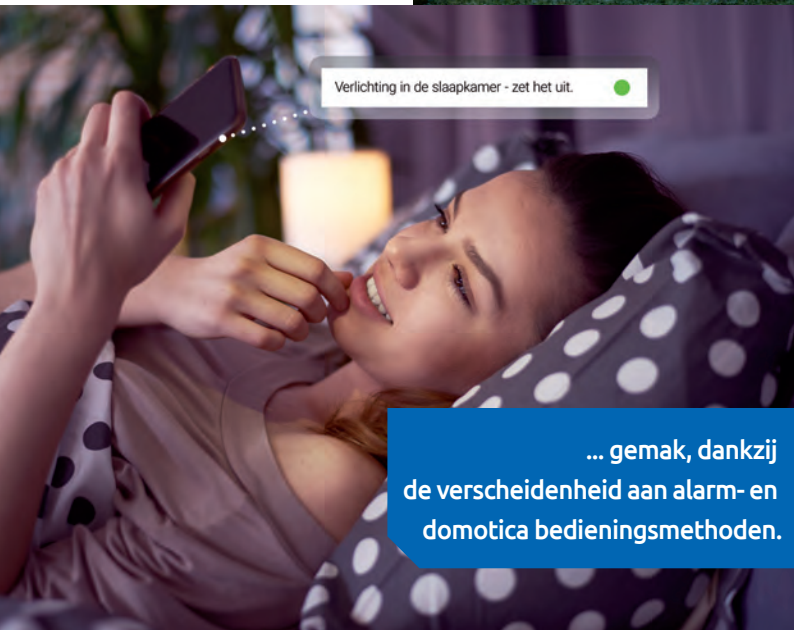 Verlichting in de slaapkamer - zet het uit.
... gemak, dankzij
de verscheidenheid aan alarm- en
domotica bedieningsmethoden.